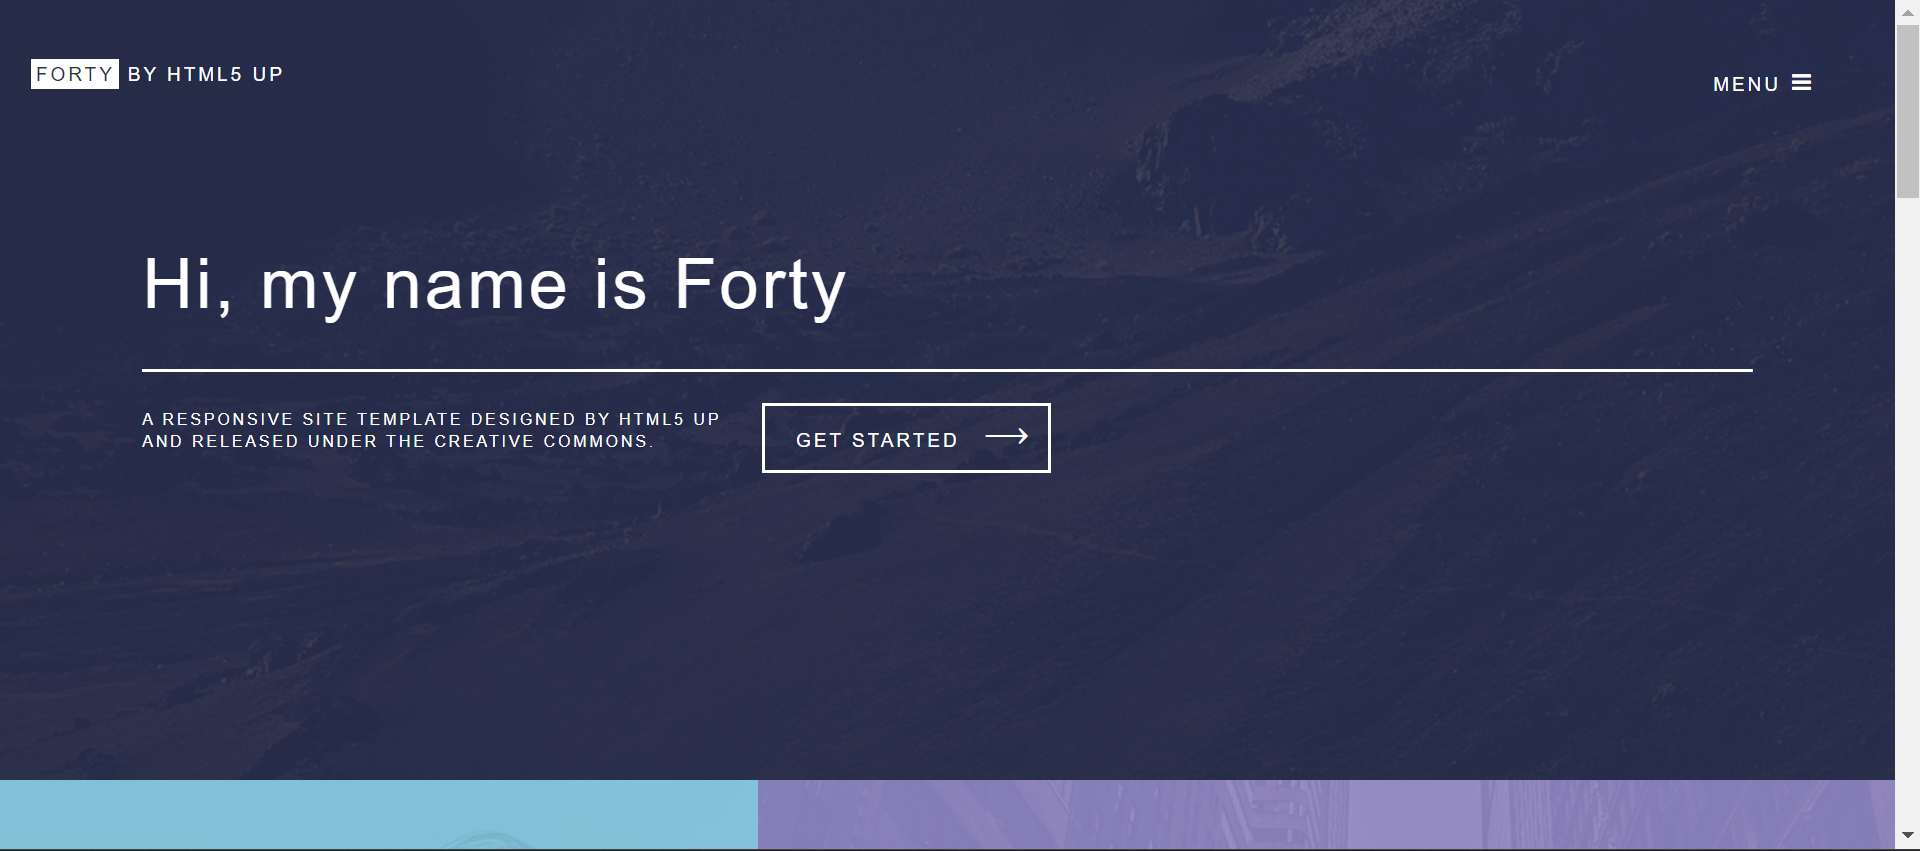 FORTY BY HTML5 UP
MENU
Hi, my name is Forty
A RESPONSIVE SITE TEMPLATE DESIGNED BY HTML5 UP
AND RELEASED UNDER THE CREATIVE COMMONS.
GET STARTED